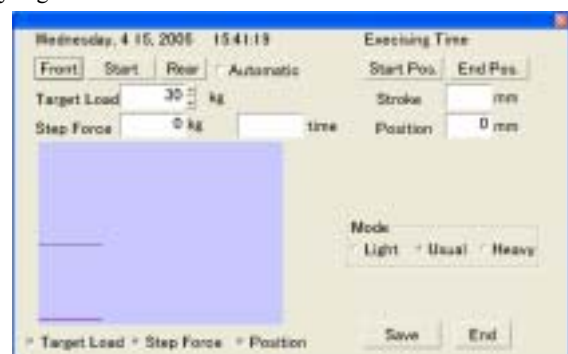 Wednesday, 4 15, 2006 15:41:19 Execising Time
Front Start Rear Automatic Start Pos. End Pos.
Target Load 30 kg Stroke mm
Step Force 0 kg time Position 0 mm
Mode
Light Usual Heavy
Target Load Step Force Position Save End